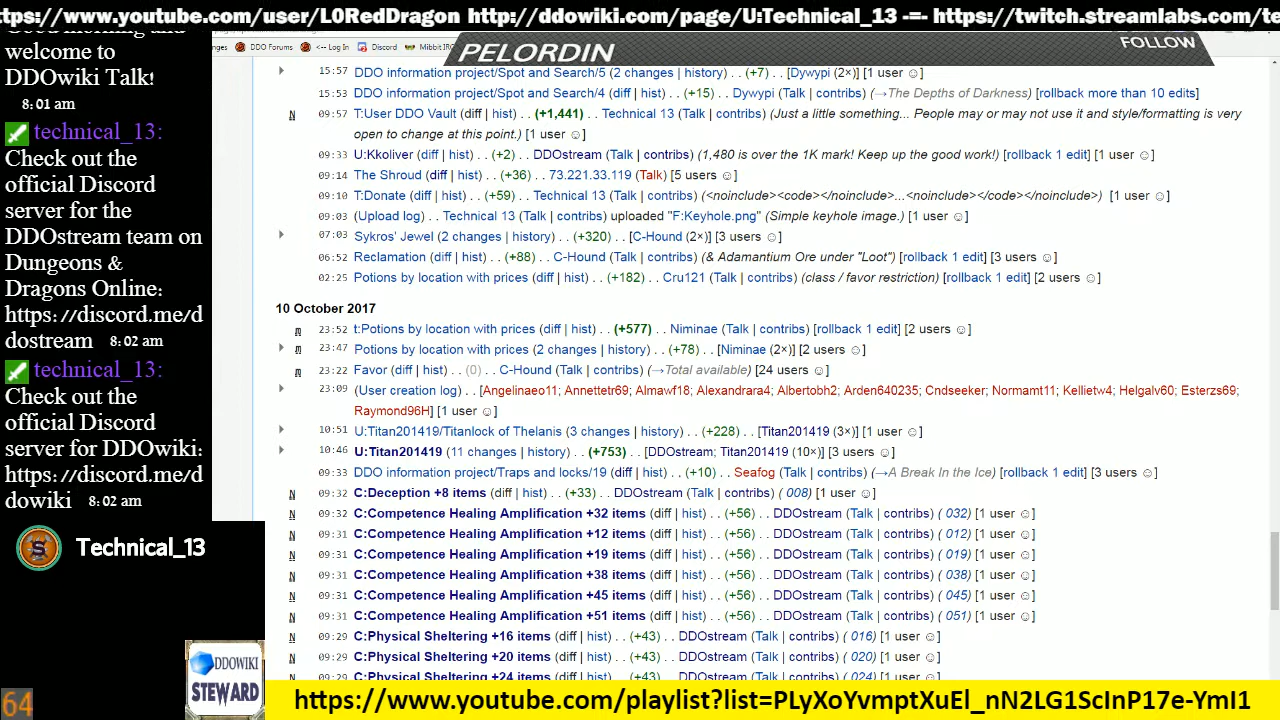 https://www.youtube.com/user/L0RedDragon http://ddowiki.com/page/U:Technical_13 -=- https://twitch.streamlabs.com/te
Good morning and
welcome to
DDOwiki Talk!
8:01 am
technical_13:
Check out the
official Discord
server for the
DDOstream team on
Dungeons &
Dragons Online:
https://discord.me/d
dostream 8:02 am
technical_13:
Check out the
official Discord
server for DDOwiki:
https://discord.me/d
dowiki 8:02 am
Technical_13
DDOWIKI
STEWARD
64
nges DDO Forums <-- Log In Discord Mibbit IRC
PELORDIN
FOLLOW
15:57 DDO information project/Spot and Search/5 (2 changes | history) . . (+7) . . [Dywypi (2×)] [1 user ☺]
15:53 DDO information project/Spot and Search/4 (diff | hist) . . (+15) . . Dywypi (Talk | contribs) (→The Depths of Darkness) [rollback more than 10 edits]
N 09:57 T:User DDO Vault (diff | hist) . . (+1,441) . . Technical 13 (Talk | contribs) (Just a little something... People may or may not use it and style/formatting is very
open to change at this point.) [1 user ☺]
09:33 U:Kkoliver (diff | hist) . . (+2) . . DDOstream (Talk | contribs) (1,480 is over the 1K mark! Keep up the good work!) [rollback 1 edit] [1 user ☺]
09:14 The Shroud (diff | hist) . . (+36) . . 73.221.33.119 (Talk) [5 users ☺]
09:10 T:Donate (diff | hist) . . (+59) . . Technical 13 (Talk | contribs) (<noinclude><code></noinclude>...<noinclude></code></noinclude>) [1 user ☺]
09:03 (Upload log) . . Technical 13 (Talk | contribs) uploaded "F:Keyhole.png" (Simple keyhole image.) [1 user ☺]
07:03 Sykros' Jewel (2 changes | history) . . (+320) . . [C-Hound (2×)] [3 users ☺]
06:52 Reclamation (diff | hist) . . (+88) . . C-Hound (Talk | contribs) (& Adamantium Ore under "Loot") [rollback 1 edit] [3 users ☺]
02:25 Potions by location with prices (diff | hist) . . (+182) . . Cru121 (Talk | contribs) (class / favor restriction) [rollback 1 edit] [2 users ☺]
10 October 2017
m 23:52 t:Potions by location with prices (diff | hist) . . (+577) . . Niminae (Talk | contribs) [rollback 1 edit] [2 users ☺]
m 23:47 Potions by location with prices (2 changes | history) . . (+78) . . [Niminae (2×)] [2 users ☺]
m 23:22 Favor (diff | hist) . . (0) . . C-Hound (Talk | contribs) (→Total available) [24 users ☺]
23:09 (User creation log) . . [Angelinaeo11; Annettetr69; Almawf18; Alexandrara4; Albertobh2; Arden640235; Cndseeker; Normant11; Kellietw4; Helgalv60; Esterzs69;
Raymond96H] [1 user ☺]
10:51 U:Titan201419/Titanlock of Thelanis (3 changes | history) . . (+228) . . [Titan201419 (3×)] [1 user ☺]
10:46 U:Titan201419 (11 changes | history) . . (+753) . . [DDOstream; Titan201419 (10×)] [3 users ☺]
09:33 DDO information project/Traps and locks/19 (diff | hist) . . (+10) . . Seafog (Talk | contribs) (→A Break In the Ice) [rollback 1 edit] [3 users ☺]
N 09:32 C:Deception +8 items (diff | hist) . . (+33) . . DDOstream (Talk | contribs) ( 008) [1 user ☺]
N 09:32 C:Competence Healing Amplification +32 items (diff | hist) . . (+56) . . DDOstream (Talk | contribs) ( 032) [1 user ☺]
N 09:31 C:Competence Healing Amplification +12 items (diff | hist) . . (+56) . . DDOstream (Talk | contribs) ( 012) [1 user ☺]
N 09:31 C:Competence Healing Amplification +19 items (diff | hist) . . (+56) . . DDOstream (Talk | contribs) ( 019) [1 user ☺]
N 09:31 C:Competence Healing Amplification +38 items (diff | hist) . . (+56) . . DDOstream (Talk | contribs) ( 038) [1 user ☺]
N 09:31 C:Competence Healing Amplification +45 items (diff | hist) . . (+56) . . DDOstream (Talk | contribs) ( 045) [1 user ☺]
N 09:31 C:Competence Healing Amplification +51 items (diff | hist) . . (+56) . . DDOstream (Talk | contribs) ( 051) [1 user ☺]
N 09:29 C:Physical Sheltering +16 items (diff | hist) . . (+43) . . DDOstream (Talk | contribs) ( 016) [1 user ☺]
N 09:29 C:Physical Sheltering +20 items (diff | hist) . . (+43) . . DDOstream (Talk | contribs) ( 020) [1 user ☺]
09:29 C:Physical Sheltering +24 items (diff | hist) . . (+43) . . DDOstream (Talk | contribs) ( 024) [1 user ☺]
https://www.youtube.com/playlist?list=PLyXoYvmptXuEl_nN2LG1ScInP17e-YmI1